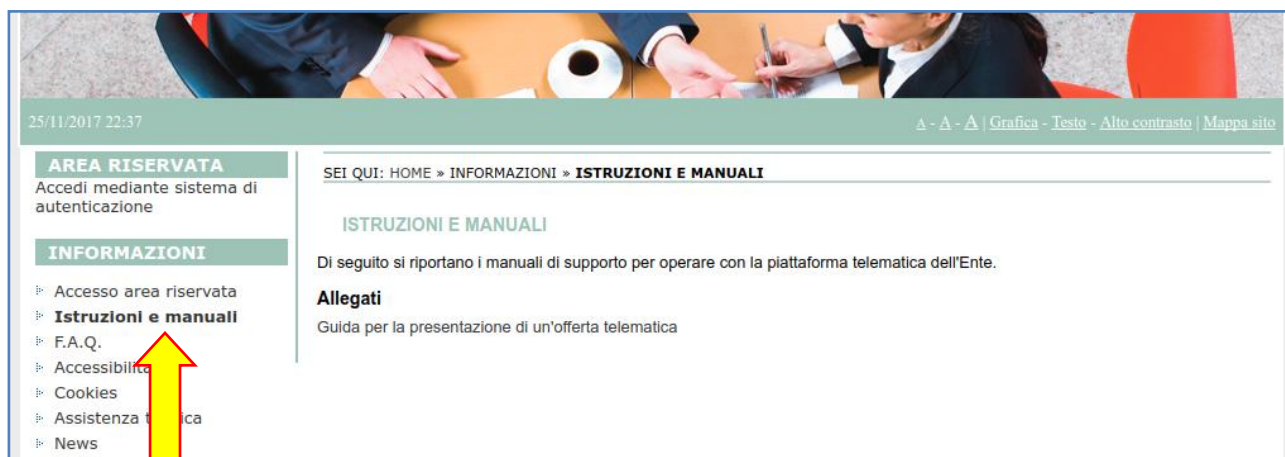 25/11/2017 22:37
A - A - A | Grafica - Testo - Alto contrasto | Mappa sito
AREA RISERVATA
Accedi mediante sistema di
autenticazione
INFORMAZIONI
Accesso area riservata
Istruzioni e manuali
F.A.Q.
Cookies
Assistenza
News
SEI QUI: HOME » INFORMAZIONI » ISTRUZIONI E MANUALI
ISTRUZIONI E MANUALI
Di seguito si riportano i manuali di supporto per operare con la piattaforma telematica dell'Ente.
Allegati
Guida per la presentazione di un'offerta telematica